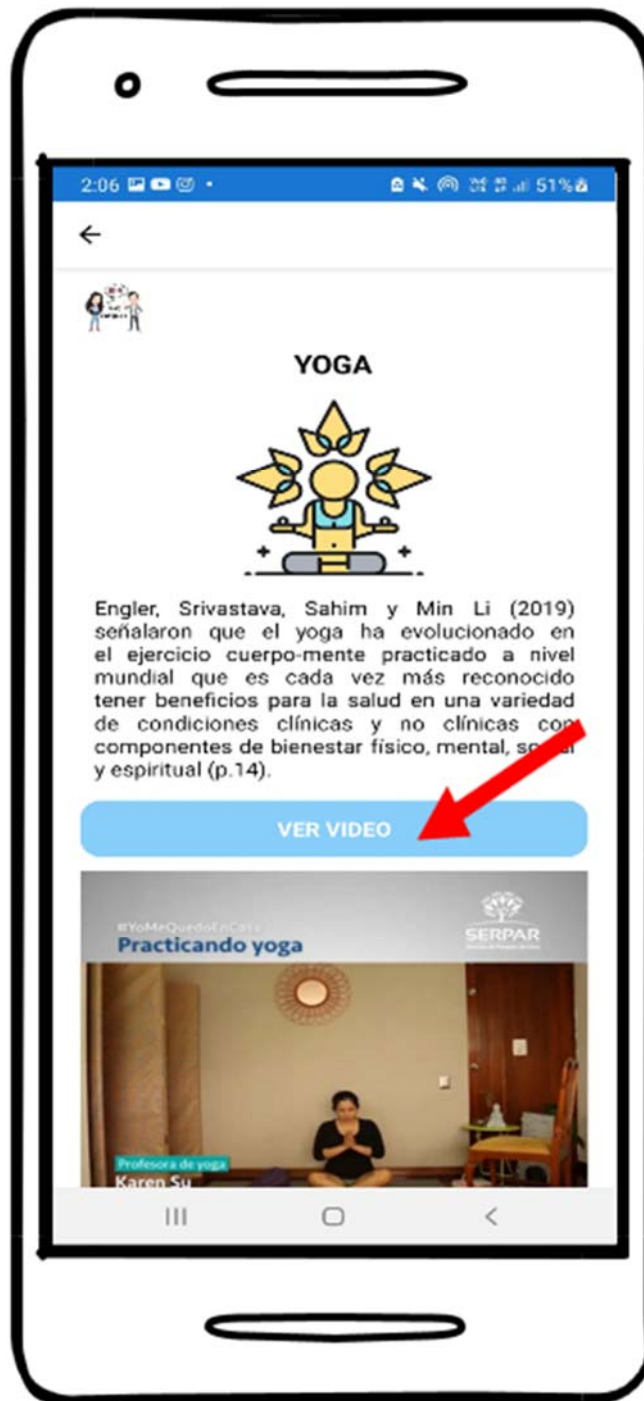 2:06
51%
YOGA
Engler, Srivastava, Sahim y Min Li (2019)
señalaron que el yoga ha evolucionado en
el ejercicio cuerpo-mente practicado a nivel
mundial que es cada vez más reconocido
tener beneficios para la salud en una variedad
de condiciones clínicas y no clínicas con
componentes de bienestar físico, mental, social
y espiritual (p.14).
VER VIDEO
#YoMeQuedoEnCasa
Practicando yoga
SERPAR
Profesora de yoga
Karen Su